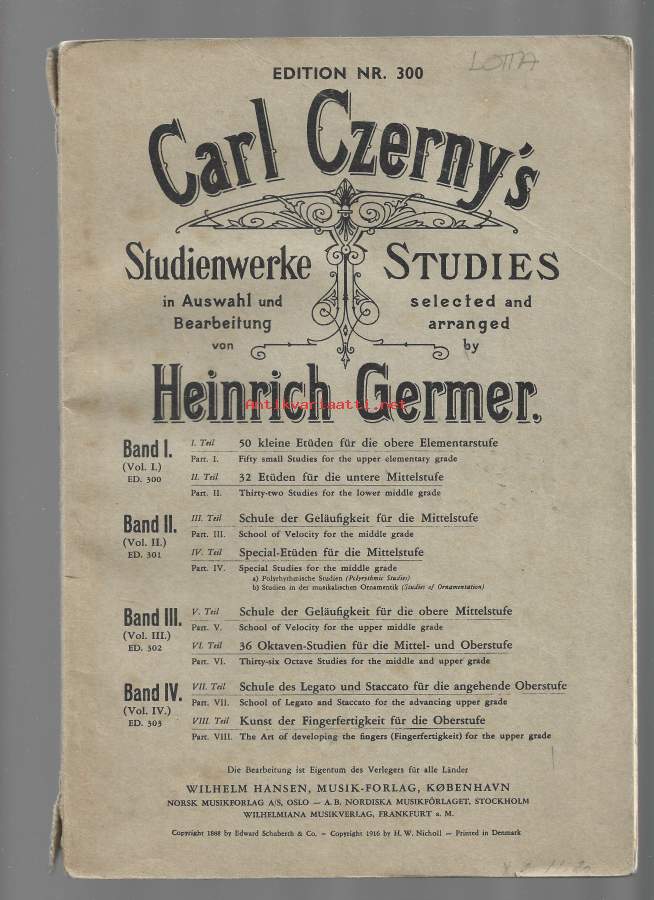 LOTTA
EDITION NR. 300
Carl Czerny's
Studienwerke
in Auswahl und
Bearbeitung
von
STUDIES
selected and
arranged
by
Heinrich Germer.
Antikvariaatti.net
Band I.
(Vol. I.)
ED. 300
I. Teil 50 kleine Etüden für die obere Elementarstufe
Part. I. Fifty small Studies for the upper elementary grade
II. Teil 32 Etüden für die untere Mittelstufe
Part. II. Thirty-two Studies for the lower middle grade
Band II.
(Vol. II.)
ED. 301
III. Teil Schule der Geläufigkeit für die Mittelstufe
Part. III. School of Velocity for the middle grade
IV. Teil Special-Etüden für die Mittelstufe
Part. IV. Special Studies for the middle grade
a) Polyrhythmische Studien (Polyrythmic Studies)
b) Studien in der musikalischen Ornamentik (Studies of Ornamentation)
Band III.
(Vol. III.)
ED. 302
V. Teil Schule der Geläufigkeit für die obere Mittelstufe
Part. V. School of Velocity for the upper middle grade
VI. Teil 36 Oktaven-Studien für die Mittel- und Oberstufe
Part. VI. Thirty-six Octave Studies for the middle and upper grade
Band IV.
(Vol. IV.)
ED. 303
VII. Teil Schule des Legato und Staccato für die angehende Oberstufe
Part. VII. School of Legato and Staccato for the advancing upper grade
VIII. Teil Kunst der Fingerfertigkeit für die Oberstufe
Part. VIII. The Art of developing the fingers (Fingerfertigkeit) for the upper grade
Die Bearbeitung ist Eigentum des Verlegers für alle Länder
WILHELM HANSEN, MUSIK-FORLAG, KØBENHAVN
NORSK MUSIKFORLAG A/S, OSLO — A. B. NORDISKA MUSIKFÖRLAGET, STOCKHOLM
WILHELMIANA MUSIKVERLAG, FRANKFURT a. M.
Copyright 1888 by Edward Schuberth & Co. – Copyright 1916 by H. W. Nicholl – Printed in Denmark